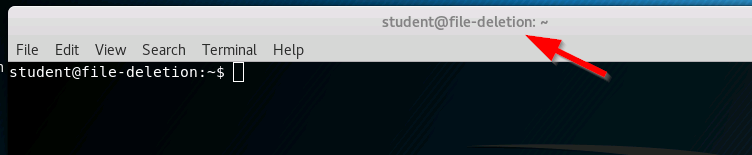 student@file-deletion: ~
File Edit View Search Terminal Help
student@file-deletion:~$